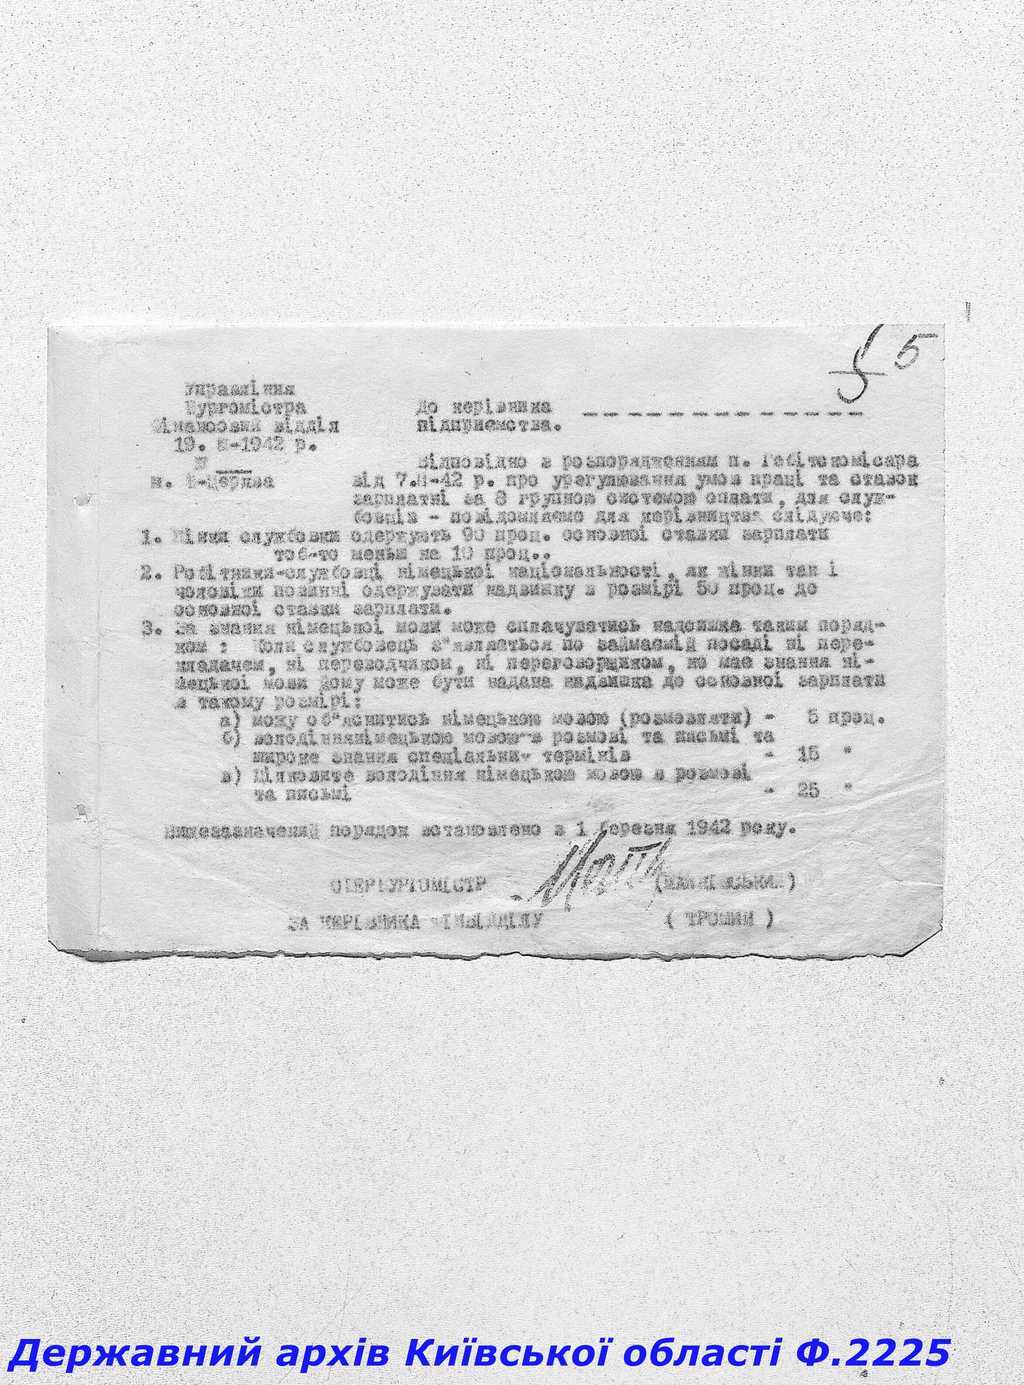 5
Управління
Бургомістра
Фінансовий відділ
19. -1942 р.
м. Б-Церква
До керівника
підприємства.
Відповідно з розпорядженням п. Гебітскомісара
від 7.П-42 р. про урегулювання умов праці та ставок
зарплатні за 8 групною системою оплати, для служ-
бовців - повідомляємо для керівництва слідуюче:
1. Жінки службовки одержують 90 проц. основної ставки зарплати
тоб-то меньш на 10 проц..
2. Робітники-службовці німецької національності, як жінки так і
чоловіки повинні одержувати надвишку в розмірі 50 проц. до
основної ставки зарплати.
3. За знання німецької мови може сплачуватись надвишка таким поряд-
ком : Коли службовець з"являється по займаємій посаді ні пере-
кладачем, ні переводчиком, ні переговорщиком, но має знання ні-
мецької мови йому може бути надана надвишка до основної зарплати
в такому розмірі:
а) можу об"яснитись німецькою мовою (розмовляти) - 5 проц.
б) володіннянімецькою мовою в розмові та письмі та
широке знання спеціальних термінів - 15 "
в) Цілковите володіння німецькою мовою в розмові
та письмі - 25 "
Вищезазначений порядок встановлено з 1 березня 1942 року.
ОБЕРБУРГОМІСТР
ЗА КЕРІВНИКА ФІНВІДДІЛУ ( ТРОШИН )
Державний архів Київської області Ф.2225